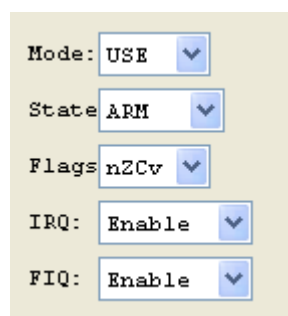 Mode: USE
State ARM
Flags nZCv
IRQ: Enable
FIQ: Enable